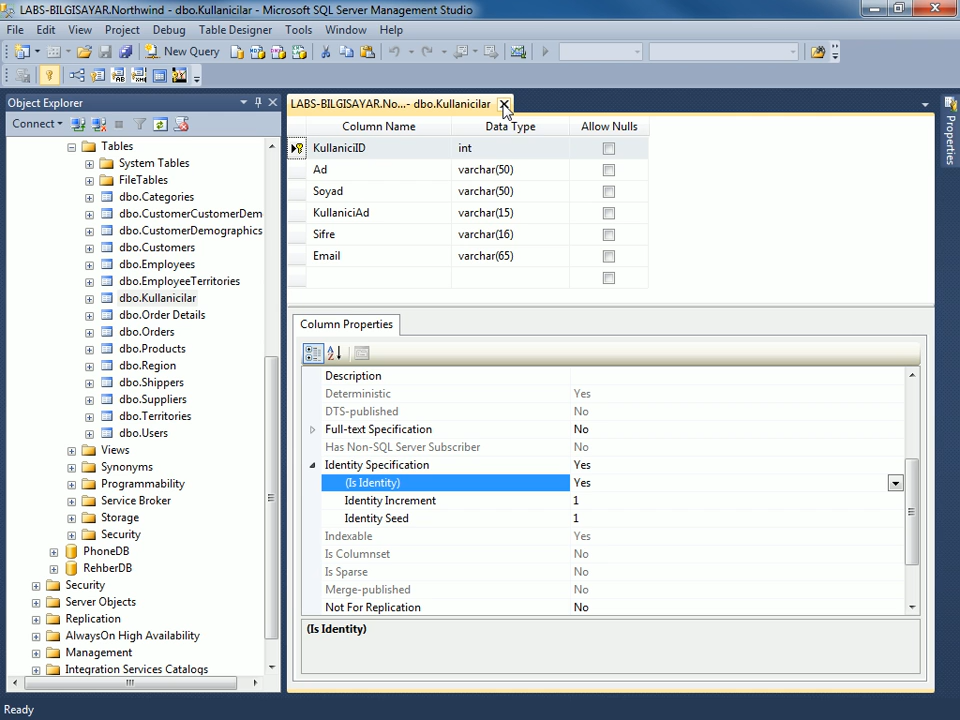 LABS-BILGISAYAR.Northwind - dbo.Kullanicilar - Microsoft SQL Server Management Studio
File Edit View Project Debug Table Designer Tools Window Help
New Query
Object Explorer
Connect
Tables
System Tables
FileTables
dbo.Categories
dbo.CustomerCustomerDem
dbo.CustomerDemographics
dbo.Customers
dbo.Employees
dbo.EmployeeTerritories
dbo.Kullanicilar
dbo.Order Details
dbo.Orders
dbo.Products
dbo.Region
dbo.Shippers
dbo.Suppliers
dbo.Territories
dbo.Users
Views
Synonyms
Programmability
Service Broker
Storage
Security
PhoneDB
RehberDB
Security
Server Objects
Replication
AlwaysOn High Availability
Management
Integration Services Catalogs
LABS-BILGISAYAR.No...- dbo.Kullanicilar
Column Name Data Type Allow Nulls
KullaniciID int
Ad varchar(50)
Soyad varchar(50)
KullaniciAd varchar(15)
Sifre varchar(16)
Email varchar(65)
Column Properties
Description
Deterministic Yes
DTS-published No
Full-text Specification No
Has Non-SQL Server Subscriber No
Identity Specification Yes
(Is Identity) Yes
Identity Increment 1
Identity Seed 1
Indexable Yes
Is Columnset No
Is Sparse No
Merge-published No
Not For Replication No
(Is Identity)
Properties
Ready